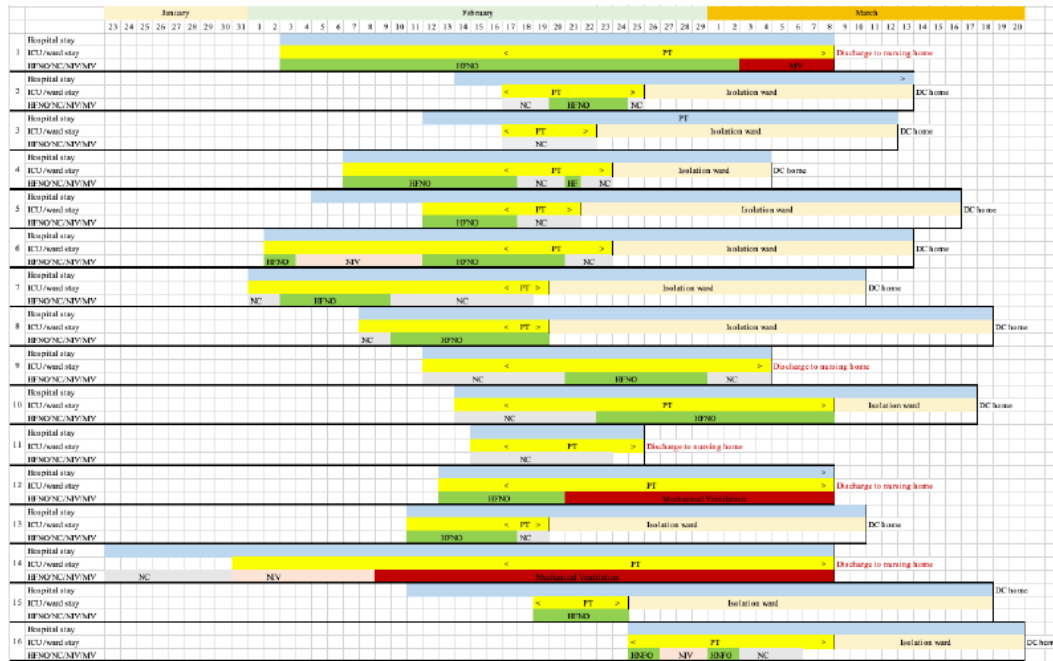 January February March
23 24 25 26 27 28 29 30 31 1 2 3 4 5 6 7 8 9 10 11 12 13 14 15 16 17 18 19 20 21 22 23 24 25 26 27 28 29 1 2 3 4 5 6 7 8 9 10 11 12 13 14 15 16 17 18 19 20
Hospital stay
1 ICU/ward stay < PT > Discharge to nursing home
HFNO/NC/NIV/MV HFNO NIV
Hospital stay >
2 ICU/ward stay < PT > Isolation ward DC home
HFNO/NC/NIV/MV NC HFNO NC
Hospital stay PT
3 ICU/ward stay < PT > Isolation ward DC home
HFNO/NC/NIV/MV NC
Hospital stay
4 ICU/ward stay < PT > Isolation ward DC home
HFNO/NC/NIV/MV HFNO NC HF NC
Hospital stay
5 ICU/ward stay < PT > Isolation ward DC home
HFNO/NC/NIV/MV HFNO NC
Hospital stay
6 ICU/ward stay < PT > Isolation ward DC home
HFNO/NC/NIV/MV HFNO NIV HFNO NC
Hospital stay
7 ICU/ward stay < PT > Isolation ward DC home
HFNO/NC/NIV/MV NC HFNO NC
Hospital stay
8 ICU/ward stay < PT > Isolation ward DC home
HFNO/NC/NIV/MV NC HFNO
Hospital stay
9 ICU/ward stay < > Discharge to nursing home
HFNO/NC/NIV/MV NC HFNO NC
Hospital stay
10 ICU/ward stay < PT > Isolation ward DC home
HFNO/NC/NIV/MV NC HFNO
Hospital stay
11 ICU/ward stay < PT > Discharge to nursing home
HFNO/NC/NIV/MV NC
Hospital stay >
12 ICU/ward stay < PT > Discharge to nursing home
HFNO/NC/NIV/MV HFNO Mechanical Ventilation
Hospital stay
13 ICU/ward stay < PT > Isolation ward DC home
HFNO/NC/NIV/MV HFNO NC
Hospital stay
14 ICU/ward stay < PT > Discharge to nursing home
HFNO/NC/NIV/MV NC NIV Mechanical Ventilation
Hospital stay DC home
15 ICU/ward stay < PT > Isolation ward
HFNO/NC/NIV/MV HFNO
Hospital stay
16 ICU/ward stay < PT > Isolation ward DC hom
HFNO/NC/NIV/MV HNFO NIV HNFO NC